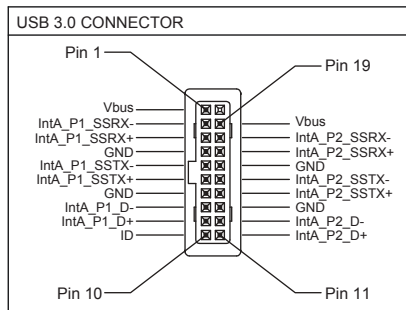 USB 3.0 CONNECTOR
Pin 1
Pin 19
Vbus
IntA_P1_SSRX-
IntA_P1_SSRX+
GND
IntA_P1_SSTX-
IntA_P1_SSTX+
GND
IntA_P1_D-
IntA_P1_D+
ID
Vbus
IntA_P2_SSRX-
IntA_P2_SSRX+
GND
IntA_P2_SSTX-
IntA_P2_SSTX+
GND
IntA_P2_D-
IntA_P2_D+
Pin 10
Pin 11